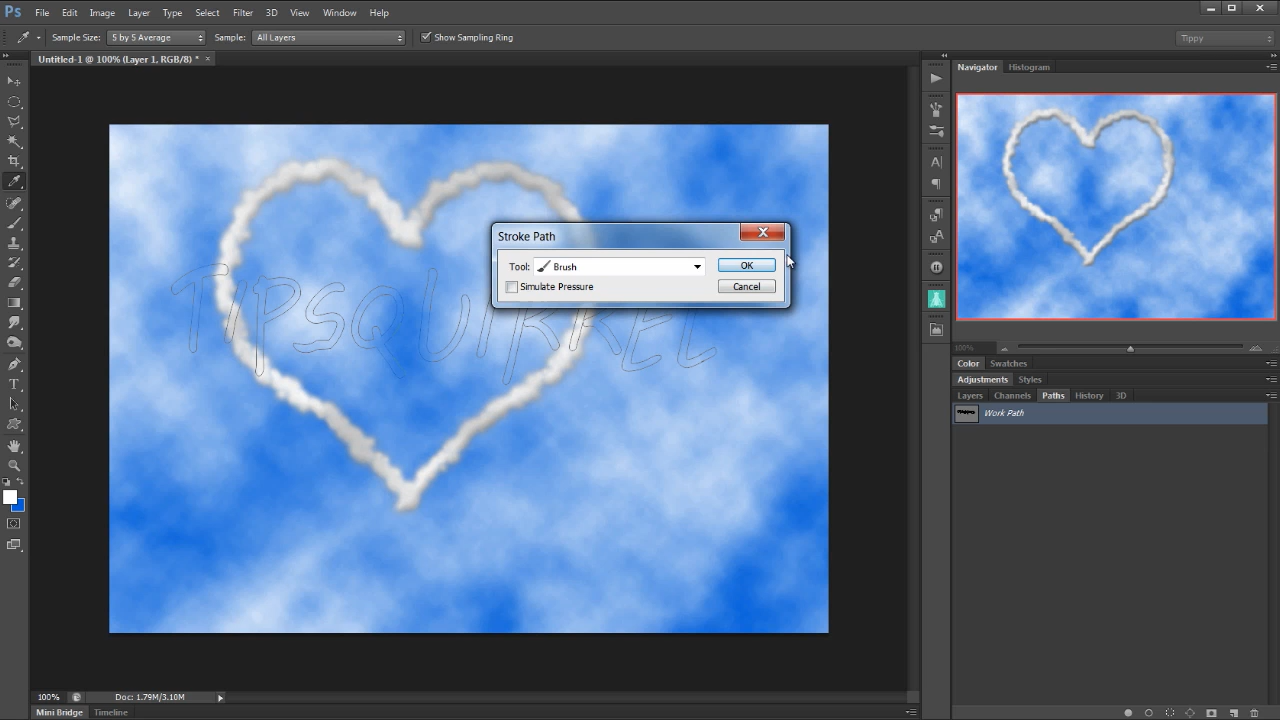 Ps File Edit Image Layer Type Select Filter 3D View Window Help
Sample Size: 5 by 5 Average Sample: All Layers Show Sampling Ring Tippy
Untitled-1 @ 100% (Layer 1, RGB/8) * ×
Navigator Histogram
Stroke Path
Tool: Brush OK
Simulate Pressure Cancel
TIPSQUIRREL
100%
Color Swatches
Adjustments Styles
Layers Channels Paths History 3D
Work Path
100% Doc: 1.79M/3.10M
Mini Bridge Timeline